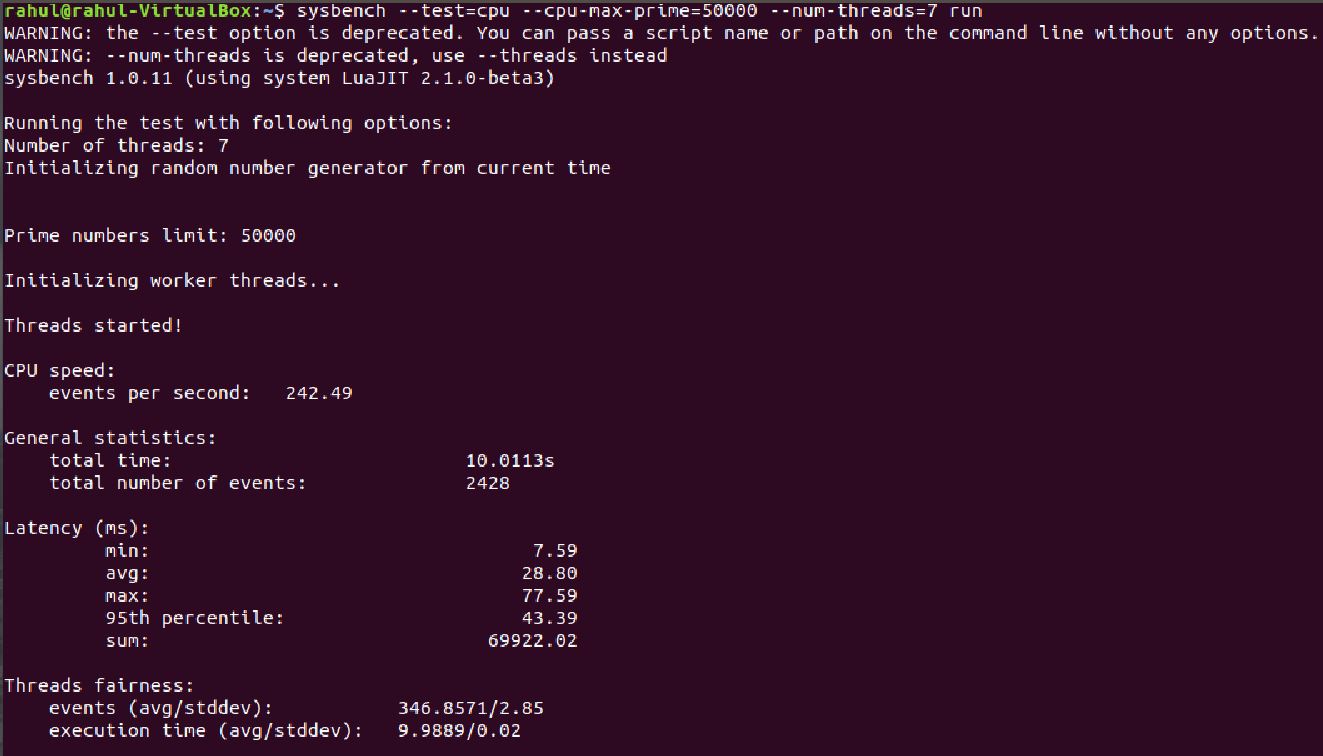 rahul@rahul-VirtualBox:~$ sysbench --test=cpu --cpu-max-prime=50000 --num-threads=7 run
WARNING: the --test option is deprecated. You can pass a script name or path on the command line without any options.
WARNING: --num-threads is deprecated, use --threads instead
sysbench 1.0.11 (using system LuaJIT 2.1.0-beta3)

Running the test with following options:
Number of threads: 7
Initializing random number generator from current time

Prime numbers limit: 50000

Initializing worker threads...

Threads started!

CPU speed:
    events per second:   242.49

General statistics:
    total time:                          10.0113s
    total number of events:              2428

Latency (ms):
         min:                                  7.59
         avg:                                 28.80
         max:                                 77.59
         95th percentile:                     43.39
         sum:                              69922.02

Threads fairness:
    events (avg/stddev):           346.8571/2.85
    execution time (avg/stddev):   9.9889/0.02